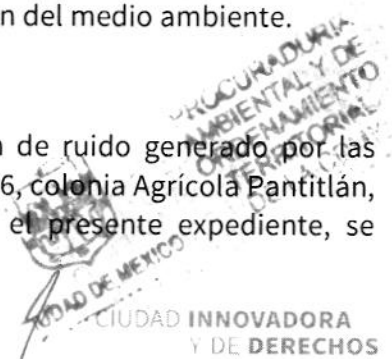 n del medio ambiente.
PROCURADURÍA
AMBIENTAL Y DE
ORDENAMIENTO
TERRITORIAL
de ruido generado por las
6, colonia Agrícola Pantitlán,
el presente expediente, se
CIUDAD DE MEXICO
CIUDAD INNOVADORA
Y DE DERECHOS